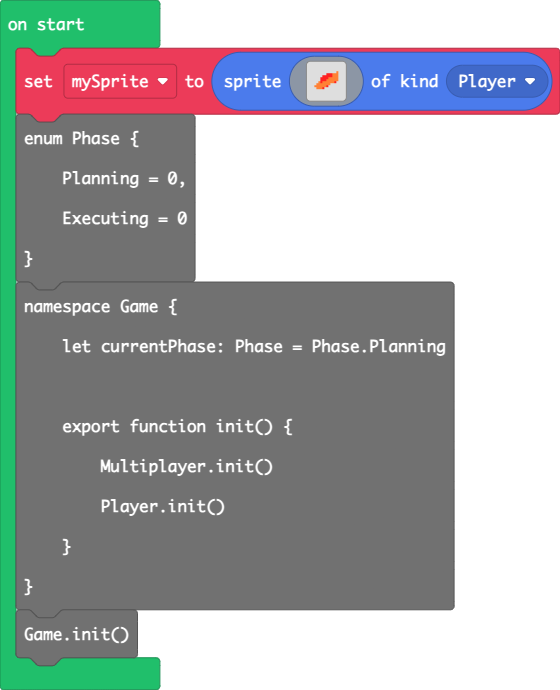 on start
set mySprite to sprite of kind Player
enum Phase {
Planning = 0,
Executing = 0
}
namespace Game {
let currentPhase: Phase = Phase.Planning
export function init() {
Multiplayer.init()
Player.init()
}
}
Game.init()